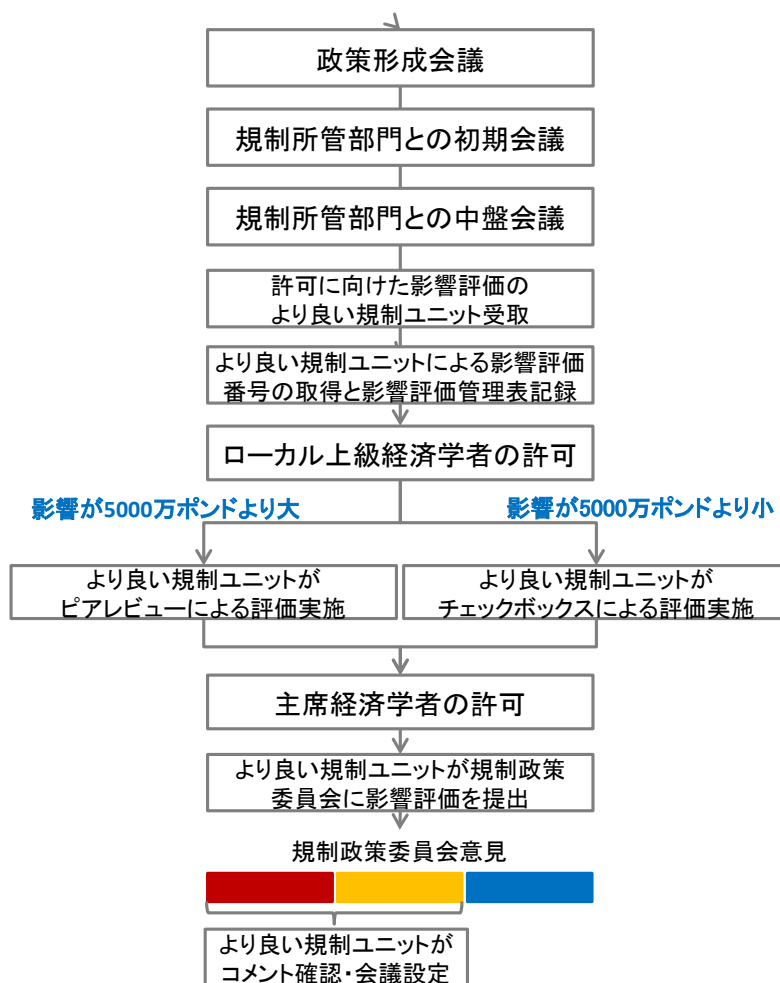 政策形成会議
規制所管部門との初期会議
規制所管部門との中盤会議
許可に向けた影響評価の
より良い規制ユニット受取
より良い規制ユニットによる影響評価
番号の取得と影響評価管理表記録
ローカル上級経済学者の許可
影響が5000万ポンドより大
影響が5000万ポンドより小
より良い規制ユニットが
ピアレビューによる評価実施
より良い規制ユニットが
チェックボックスによる評価実施
主席経済学者の許可
より良い規制ユニットが規制政策
委員会に影響評価を提出
規制政策委員会意見
より良い規制ユニットが
コメント確認・会議設定